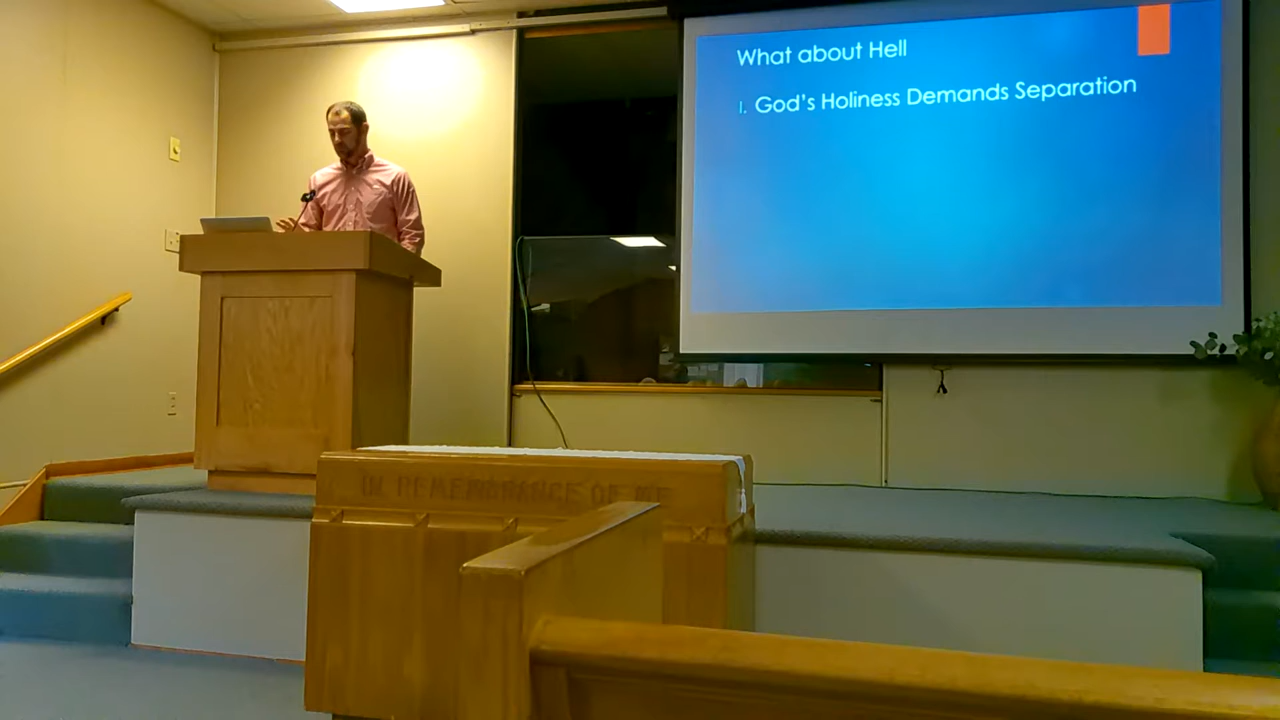 What about Hell
I. God's Holiness Demands Separation
IN REMEMBRANCE OF ME